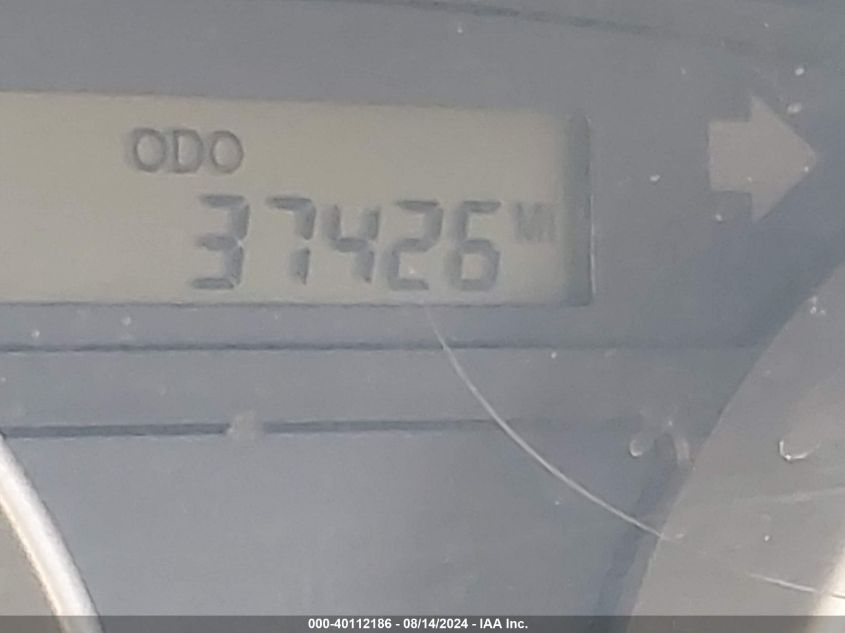 ODO
37426 MI
000-40112186 - 08/14/2024 - IAA Inc.